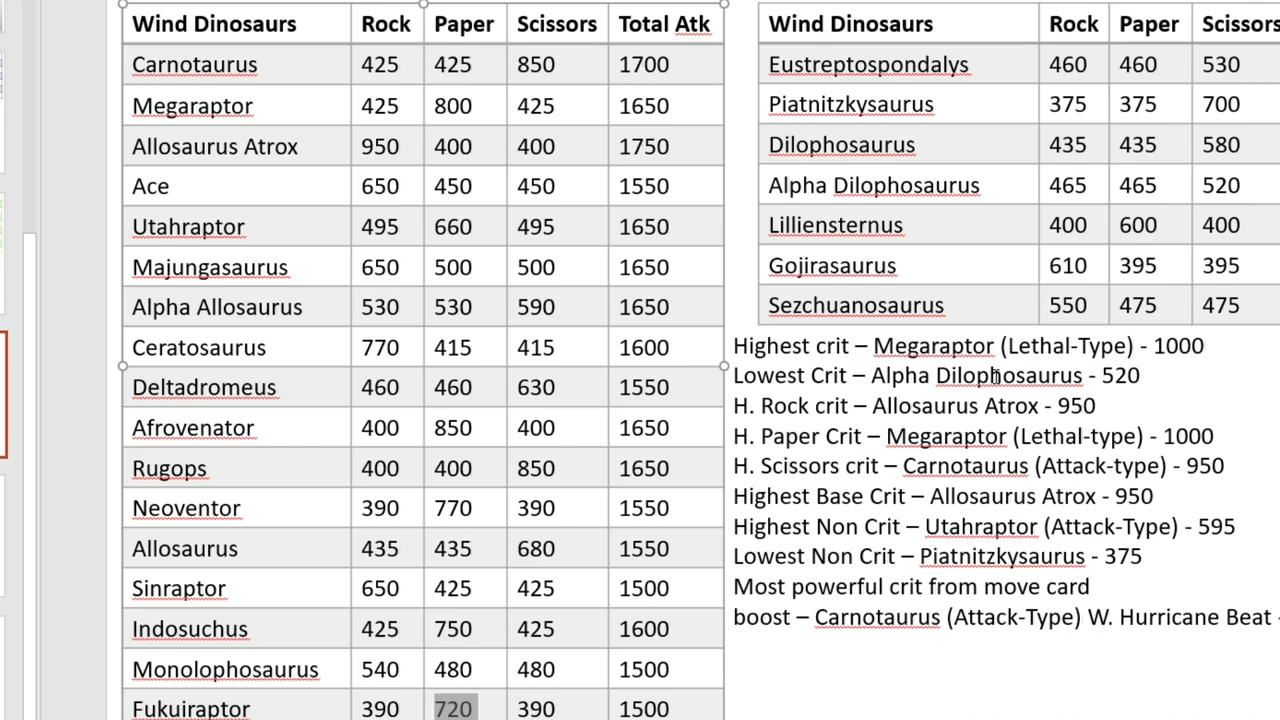 Wind Dinosaurs Rock Paper Scissors Total Atk
Carnotaurus 425 425 850 1700
Megaraptor 425 800 425 1650
Allosaurus Atrox 950 400 400 1750
Ace 650 450 450 1550
Utahraptor 495 660 495 1650
Majungasaurus 650 500 500 1650
Alpha Allosaurus 530 530 590 1650
Ceratosaurus 770 415 415 1600
Deltadromeus 460 460 630 1550
Afrovenator 400 850 400 1650
Rugops 400 400 850 1650
Neoventor 390 770 390 1550
Allosaurus 435 435 680 1550
Sinraptor 650 425 425 1500
Indosuchus 425 750 425 1600
Monolophosaurus 540 480 480 1500
Fukuiraptor 390 720 390 1500
Wind Dinosaurs Rock Paper Scissors
Eustreptospondalys 460 460 530
Piatnitzkysaurus 375 375 700
Dilophosaurus 435 435 580
Alpha Dilophosaurus 465 465 520
Lilliensternus 400 600 400
Gojirasaurus 610 395 395
Sezchuanosaurus 550 475 475
Highest crit – Megaraptor (Lethal-Type) - 1000
Lowest Crit – Alpha Dilophosaurus - 520
H. Rock crit – Allosaurus Atrox - 950
H. Paper Crit – Megaraptor (Lethal-type) - 1000
H. Scissors crit – Carnotaurus (Attack-type) - 950
Highest Base Crit – Allosaurus Atrox - 950
Highest Non Crit – Utahraptor (Attack-Type) - 595
Lowest Non Crit – Piatnitzkysaurus - 375
Most powerful crit from move card
boost – Carnotaurus (Attack-Type) W. Hurricane Beat -